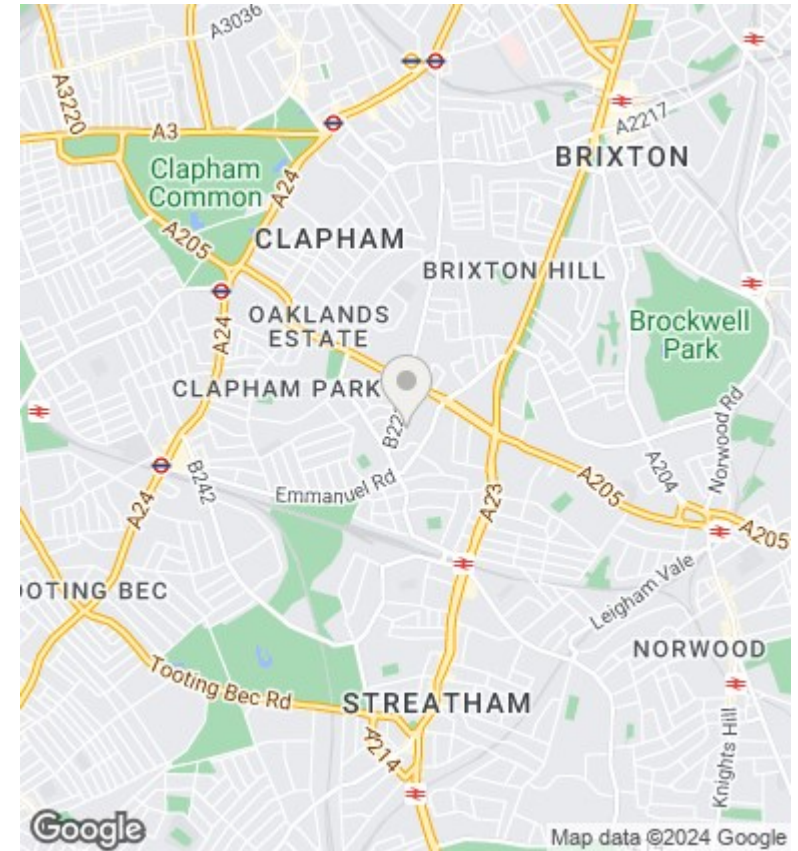 A3036
A3220
A3
A2217
BRIXTON
Clapham
Common
A24
A205
CLAPHAM
BRIXTON HILL
OAKLANDS
ESTATE
Brockwell
Park
A24
CLAPHAM PARK
B22
Norwood Rd
A204
B242
Emmanuel Rd
A23
A205
A24
A205
OOTING BEC
Leigham Vale
NORWOOD
Tooting Bec Rd
STREATHAM
A214
Knights Hill
Google
Map data ©2024 Google